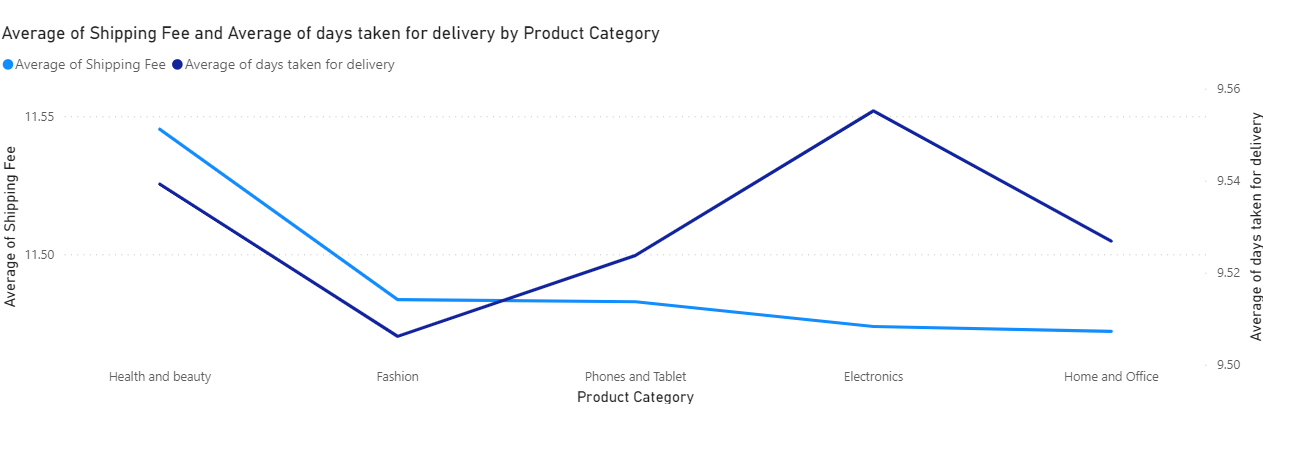 Average of Shipping Fee and Average of days taken for delivery by Product Category
Average of Shipping Fee Average of days taken for delivery
Average of Shipping Fee
11.55
11.50
9.56
9.54
9.52
9.50
Average of days taken for delivery
Health and beauty Fashion Phones and Tablet Electronics Home and Office
Product Category